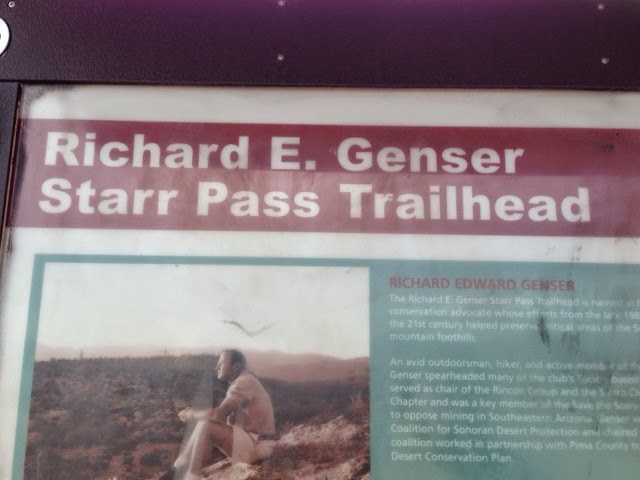 Richard E. Genser
Starr Pass Trailhead
RICHARD EDWARD GENSER
The Richard E. Genser Starr Pass Trailhead is named in
conservation advocate whose efforts from the late 198
the 21st century helped preserve critical areas of the
mountain foothills.
An avid outdoorsman, hiker, and active member of
Genser spearheaded many of the club's
served as chair of the Rincon Group and the
Chapter and was a key member of the Save the
to oppose mining in Southeastern Arizona. Genser
Coalition for Sonoran Desert Protection and chaired
coalition worked in partnership with Pima County to
Desert Conservation Plan.